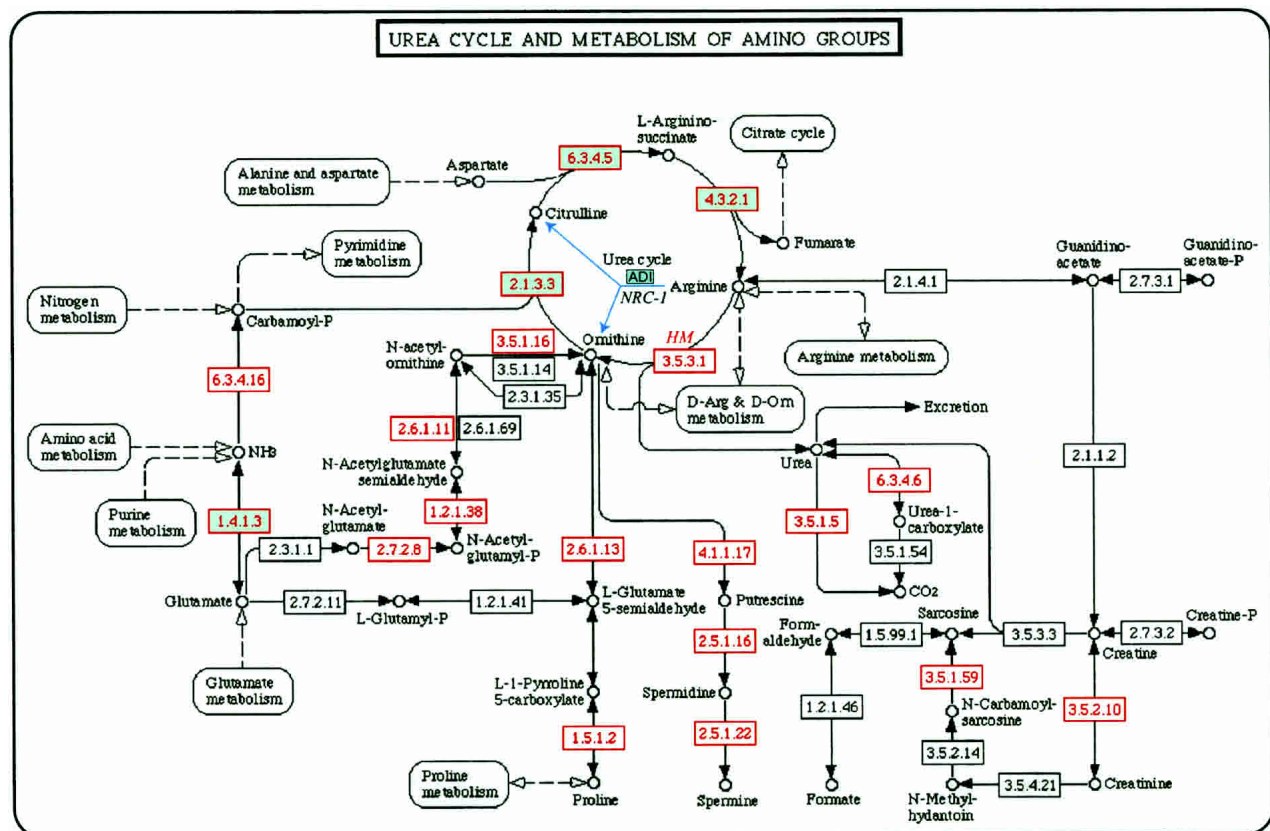 UREA CYCLE AND METABOLISM OF AMINO GROUPS
L-Arginino-
succinate
Citrate cycle
6.3.4.5
Aspartate
Alanine and aspartate
metabolism
4.3.2.1
Citrulline
Fumarate
Pyrimidine
metabolism
Urea cycle
ADI
NRC-1
Arginine
Guanidino-
acetate
Guanidino-
acetate-P
2.1.3.3
2.1.4.1
2.7.3.1
Nitrogen
metabolism
Carbamoyl-P
Ornithine
HM
N-acetyl-
ornithine
3.5.1.16
3.5.1.14
2.3.1.35
3.5.3.1
Arginine metabolism
6.3.4.16
D-Arg & D-Orn
metabolism
Excretion
2.6.1.11
2.6.1.69
Amino acid
metabolism
NH3
Urea
2.1.1.2
N-Acetylglutamate
semialdehyde
6.3.4.6
Purine
metabolism
1.4.1.3
N-Acetyl-
glutamate
1.2.1.38
3.5.1.5
Urea-1-
carboxylate
2.3.1.1
2.7.2.8
N-Acetyl-
glutamyl-P
2.6.1.13
4.1.1.17
3.5.1.54
CO2
Glutamate
2.7.2.11
L-Glutamyl-P
1.2.1.41
L-Glutamate
5-semialdehyde
Putrescine
Form-
aldehyde
1.5.99.1
Sarcosine
3.5.3.3
Creatine
2.7.3.2
Creatine-P
2.5.1.16
Glutamate
metabolism
L-1-Pyrroline
5-carboxylate
Spermidine
1.2.1.46
3.5.1.59
N-Carbamoyl-
sarcosine
3.5.2.10
1.5.1.2
2.5.1.22
3.5.2.14
Proline
metabolism
Proline
Spermine
Formate
N-Methyl-
hydantoin
3.5.4.21
Creatinine